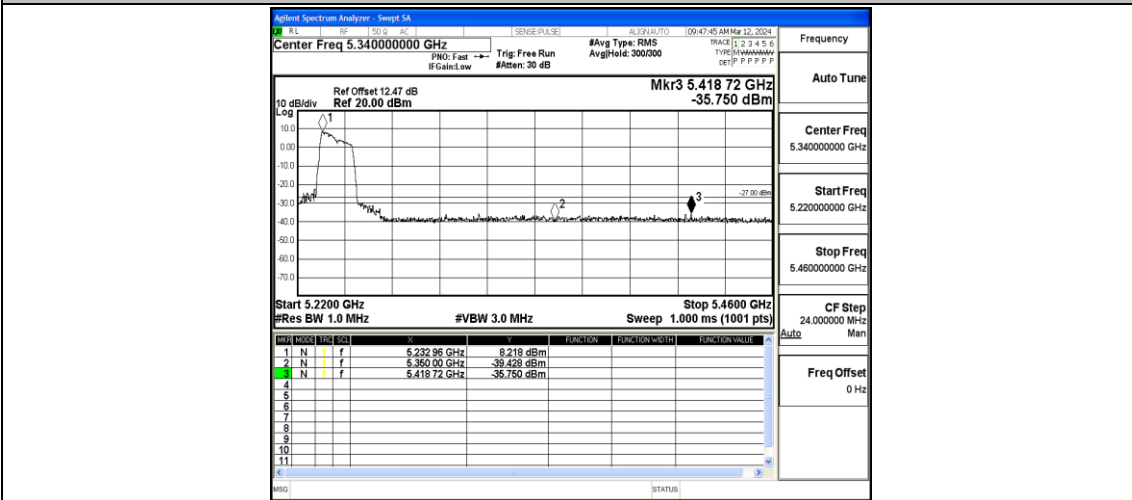 Agilent Spectrum Analyzer - Swept SA
RL RF 50 Ω AC SENSE:PULSE ALIGNAUTO 09:47:45 AM Mar 12, 2024
Center Freq 5.340000000 GHz
PNO: Fast
IFGain:Low
Trig: Free Run
#Atten: 30 dB
#Avg Type: RMS
Avg|Hold: 300/300
TRACE 1 2 3 4 5 6
TYPE MWWWWW
DET P P P P P P
Mkr3 5.418 72 GHz
-35.750 dBm
Ref Offset 12.47 dB
10 dB/div Ref 20.00 dBm
Log
10.0
0.00
-10.0
-20.0
-30.0
-40.0
-50.0
-60.0
-70.0
1
2
3
-27.00 dBm
Start 5.2200 GHz Stop 5.4600 GHz
#Res BW 1.0 MHz #VBW 3.0 MHz Sweep 1.000 ms (1001 pts)
MKR MODE TRC SCL X Y FUNCTION FUNCTION WIDTH FUNCTION VALUE
1 N 1 f 5.232 96 GHz 8.218 dBm
2 N 1 f 5.350 00 GHz -39.428 dBm
3 N 1 f 5.418 72 GHz -35.750 dBm
4
5
6
7
8
9
10
11
MSG STATUS
Frequency
Auto Tune
Center Freq
5.340000000 GHz
Start Freq
5.220000000 GHz
Stop Freq
5.460000000 GHz
CF Step
24.000000 MHz
Auto Man
Freq Offset
0 Hz